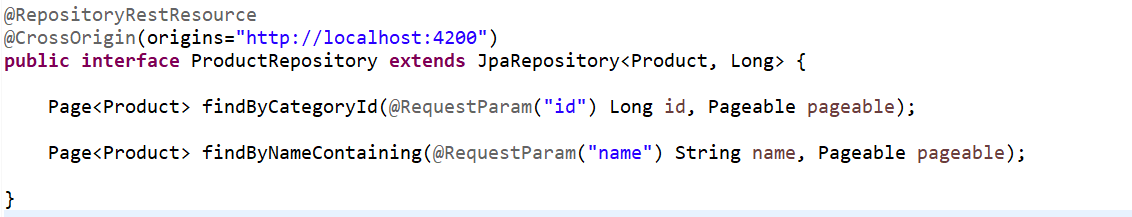 @RepositoryRestResource
@CrossOrigin(origins="http://localhost:4200")
public interface ProductRepository extends JpaRepository<Product, Long> {
Page<Product> findByCategoryId(@RequestParam("id") Long id, Pageable pageable);
Page<Product> findByNameContaining(@RequestParam("name") String name, Pageable pageable);
}